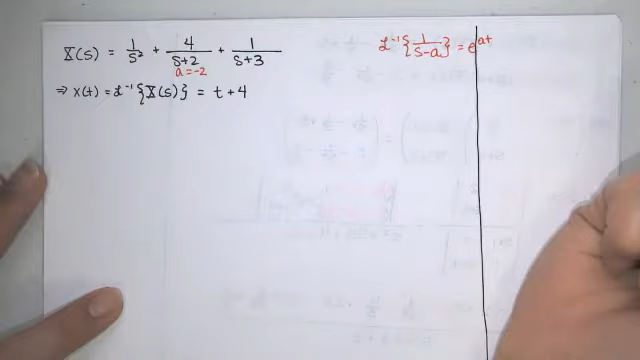 X(s) = 1/s² + 4/(s+2) + 1/(s+3)
a=-2
ℒ⁻¹{1/(s-a)} = e^(at)
⇒ x(t) = ℒ⁻¹{X(s)} = t + 4